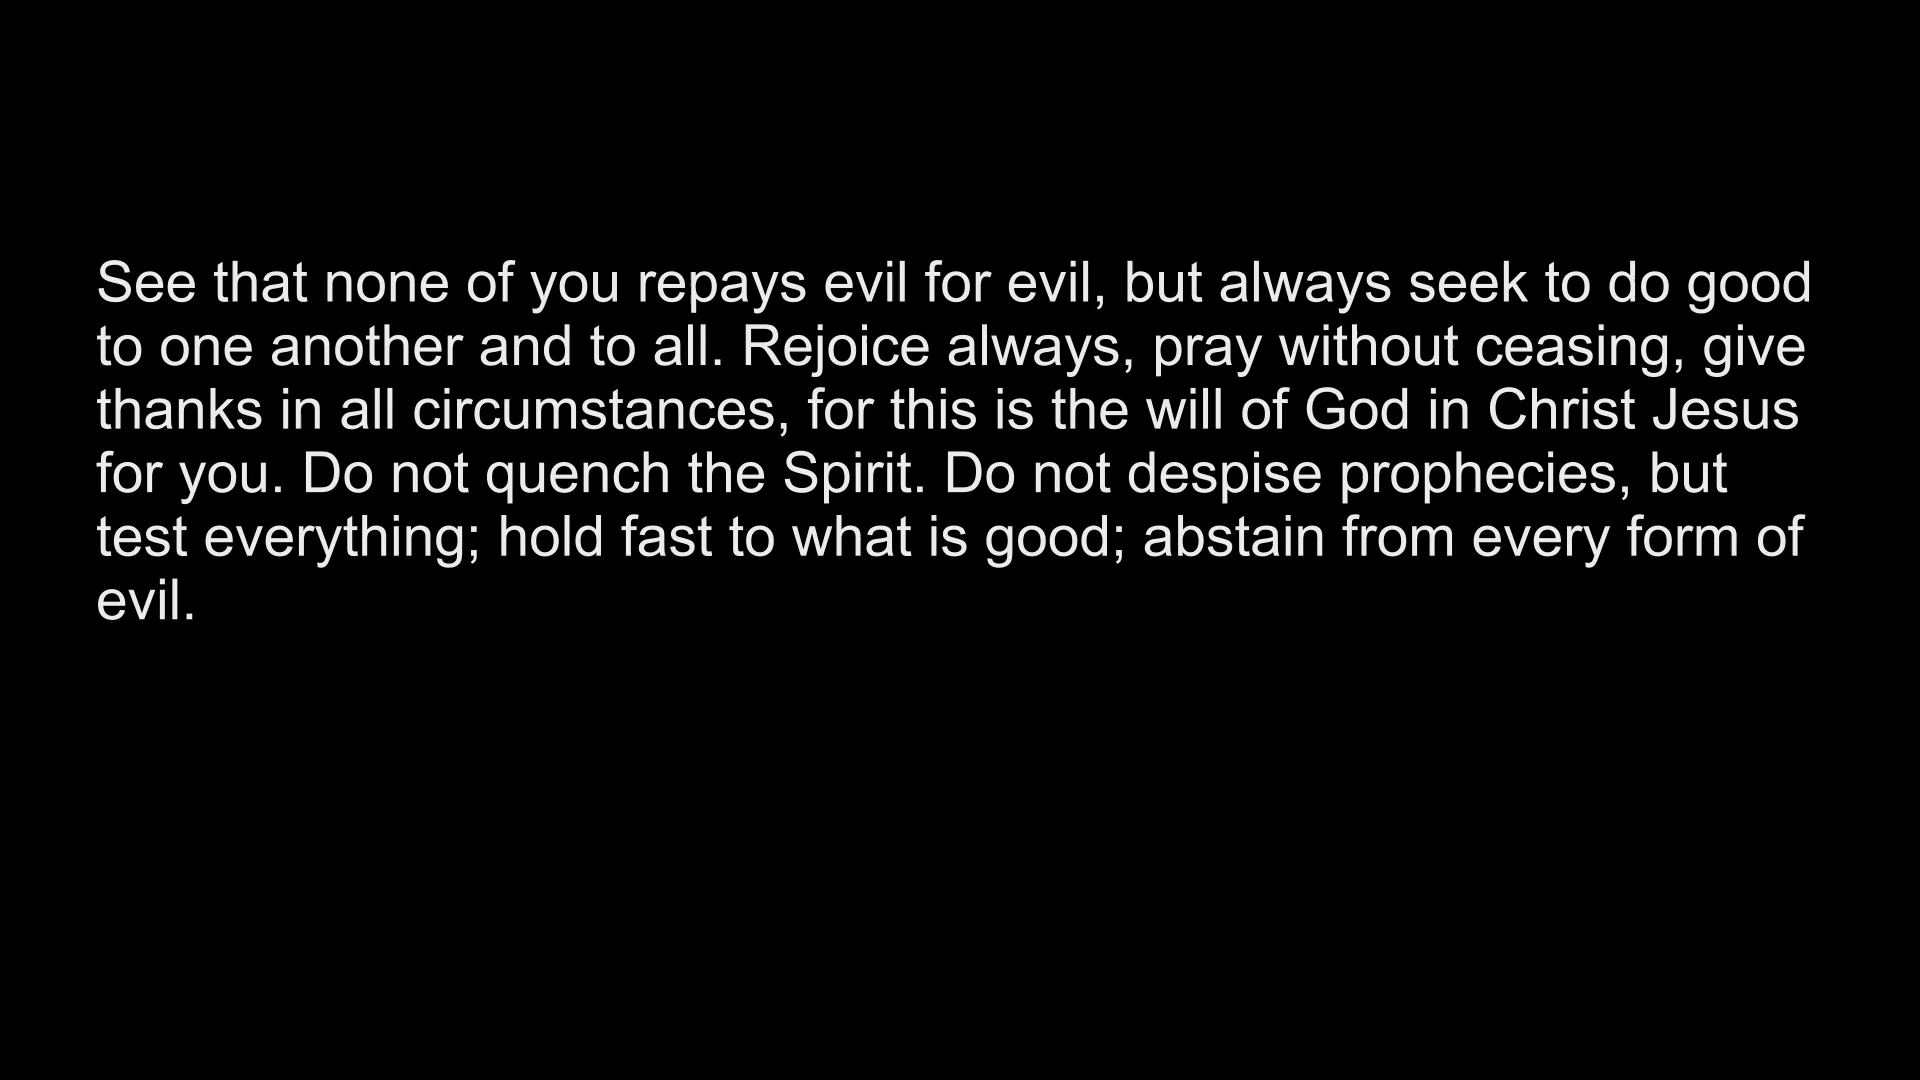 See that none of you repays evil for evil, but always seek to do good
to one another and to all. Rejoice always, pray without ceasing, give
thanks in all circumstances, for this is the will of God in Christ Jesus
for you. Do not quench the Spirit. Do not despise prophecies, but
test everything; hold fast to what is good; abstain from every form of
evil.